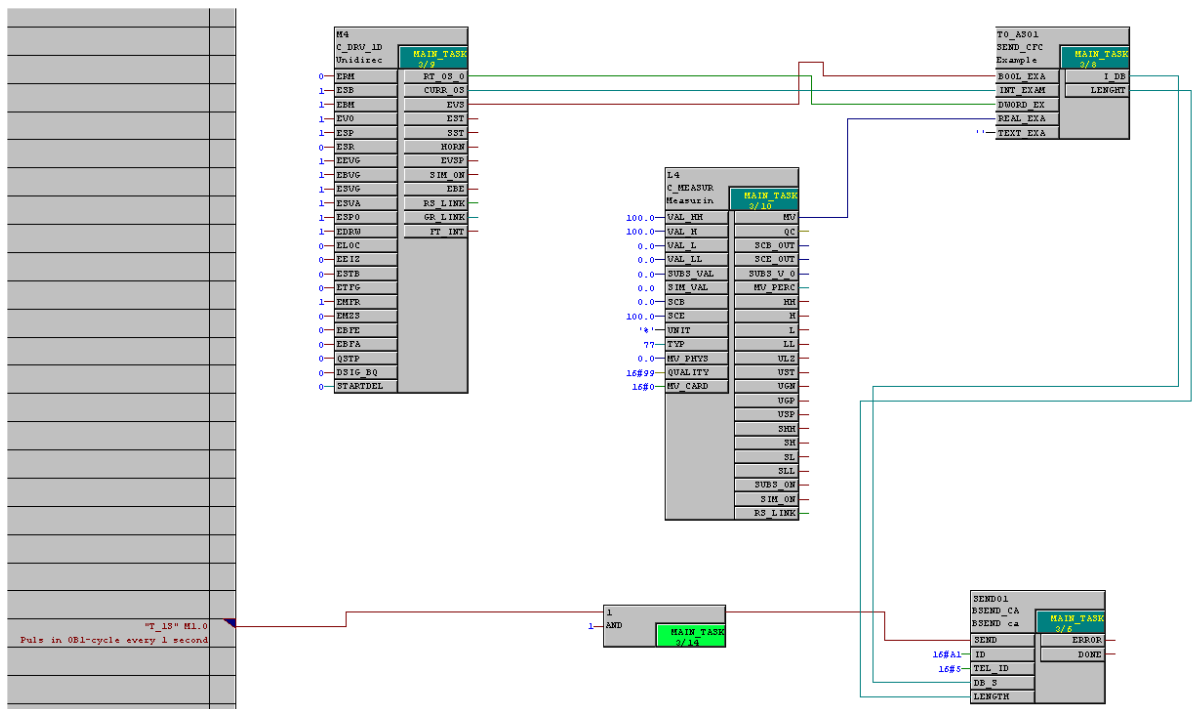 M4
C_DRV_1D
Unidirec
MAIN_TASK
3/9
0 ERM RT_OS_O
1 ESB CURR_OS
1 EBM EVS
1 EVO EST
1 ESP SST
0 ESR HORN
1 EEVG EVSP
1 EBVG SIM_ON
1 ESVG EBE
1 ESVA RS_LINK
1 ESPO GR_LINK
1 EDRW FT_INT
0 ELOC
0 EEIZ
0 ESTB
0 ETFG
1 EMFR
0 EMZS
0 EBFE
0 EBFA
0 QSTP
0 DSIG_BQ
0 STARTDEL
TO_AS01
SEND_CFC
Example
MAIN_TASK
3/8
BOOL_EXA I_DB
INT_EXAM LENGHT
DWORD_EX
REAL_EXA
'' TEXT_EXA
L4
C_MEASUR
Measurin
MAIN_TASK
3/10
100.0 VAL_HH MV
100.0 VAL_H QC
0.0 VAL_L SCB_OUT
0.0 VAL_LL SCE_OUT
0.0 SUBS_VAL SUBS_V_O
0.0 SIM_VAL MV_PERC
0.0 SCB HH
100.0 SCE H
'%' UNIT L
77 TYP LL
0.0 MV_PHYS ULZ
16#99 QUALITY UST
16#0 MV_CARD UGN
UGP
USP
SHH
SH
SL
SLL
SUBS_ON
SIM_ON
RS_LINK
"T_1S" M1.0
Puls in OB1-cycle every 1 second
1
1 AND
MAIN_TASK
3/14
SEND01
BSEND_CA
BSEND ca
MAIN_TASK
3/6
SEND ERROR
16#A1 ID DONE
16#5 TEL_ID
DB_S
LENGTH